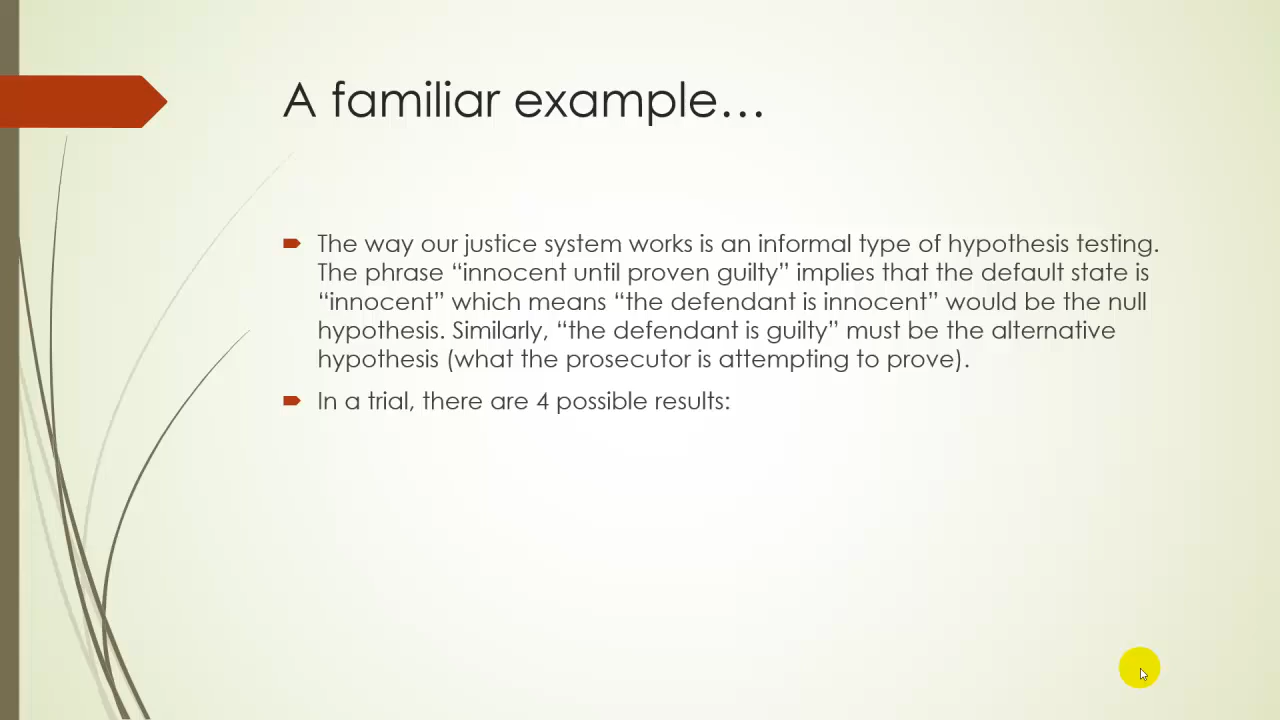 A familiar example…
The way our justice system works is an informal type of hypothesis testing.
The phrase “innocent until proven guilty” implies that the default state is
“innocent” which means “the defendant is innocent” would be the null
hypothesis. Similarly, “the defendant is guilty” must be the alternative
hypothesis (what the prosecutor is attempting to prove).
In a trial, there are 4 possible results: